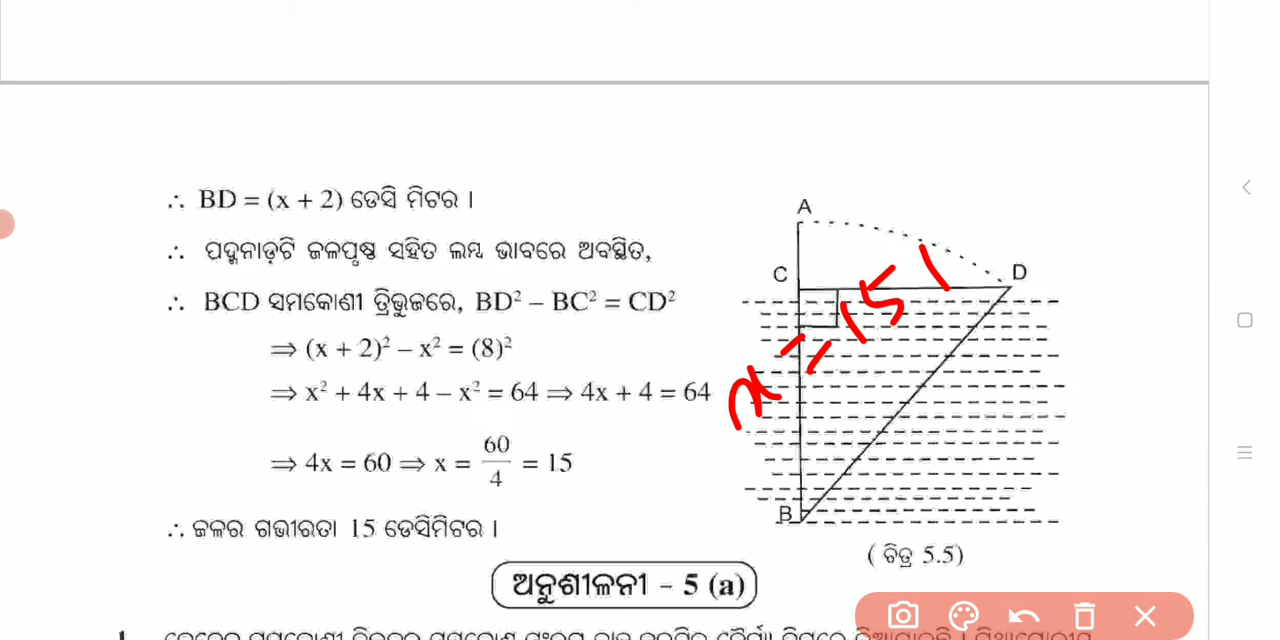 ∴ BD = (x + 2) ଡେସି ମିଟର ।
∴ ପଦ୍ମନାଡ଼ଟି ଜଳପୃଷ୍ଠ ସହିତ ଲମ୍ବ ଭାବରେ ଅବସ୍ଥିତ,
∴ BCD ସମକୋଣୀ ତ୍ରିଭୁଜରେ, BD² – BC² = CD²
⇒ (x + 2)² – x² = (8)²
⇒ x² + 4x + 4 – x² = 64 ⇒ 4x + 4 = 64
⇒ 4x = 60 ⇒ x = 60/4 = 15
∴ ଜଳର ଗଭୀରତା 15 ଡେସିମିଟର ।
A
C
D
B
x = 15 ।
( ଚିତ୍ର 5.5)
ଅନୁଶୀଳନୀ – 5 (a)